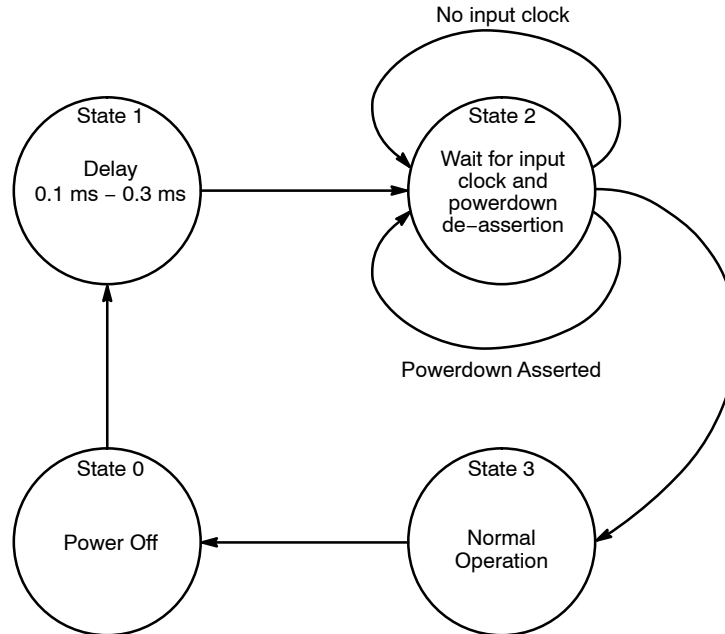 No input clock
State 1
Delay
0.1 ms − 0.3 ms
State 2
Wait for input
clock and
powerdown
de−assertion
Powerdown Asserted
State 0
Power Off
State 3
Normal
Operation